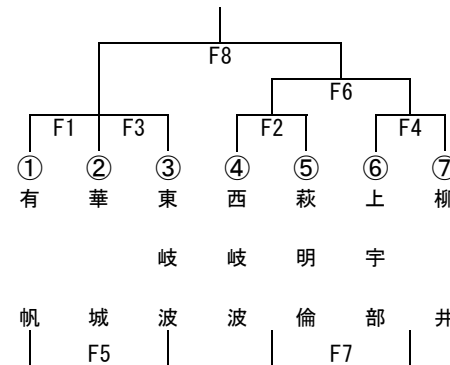 F8
F6
F1 F3 F2 F4
① ② ③ ④ ⑤ ⑥ ⑦
有帆
華城
東岐波
西岐波
萩明倫
上宇部
柳井
F5 F7